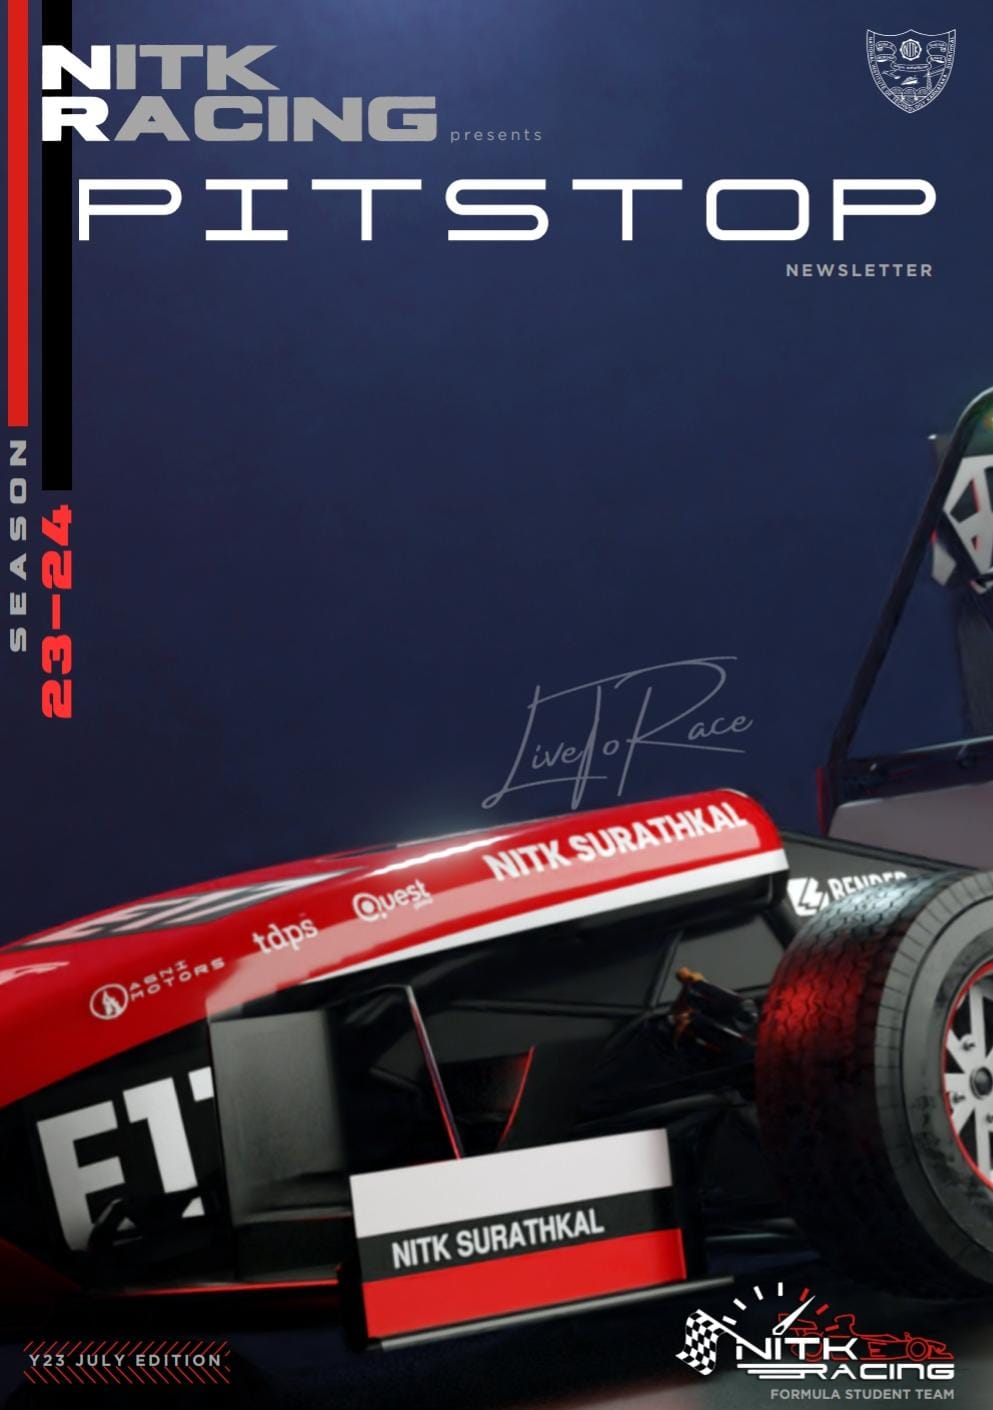 NITK
RACING presents
PITSTOP
NEWSLETTER
SEASON
23-24
LiveToRace
NITK SURATHKAL
Quest
tdps
AGNI
MOTORS
RENDER
NITK SURATHKAL
Y23 JULY EDITION
NITK
RACING
FORMULA STUDENT TEAM